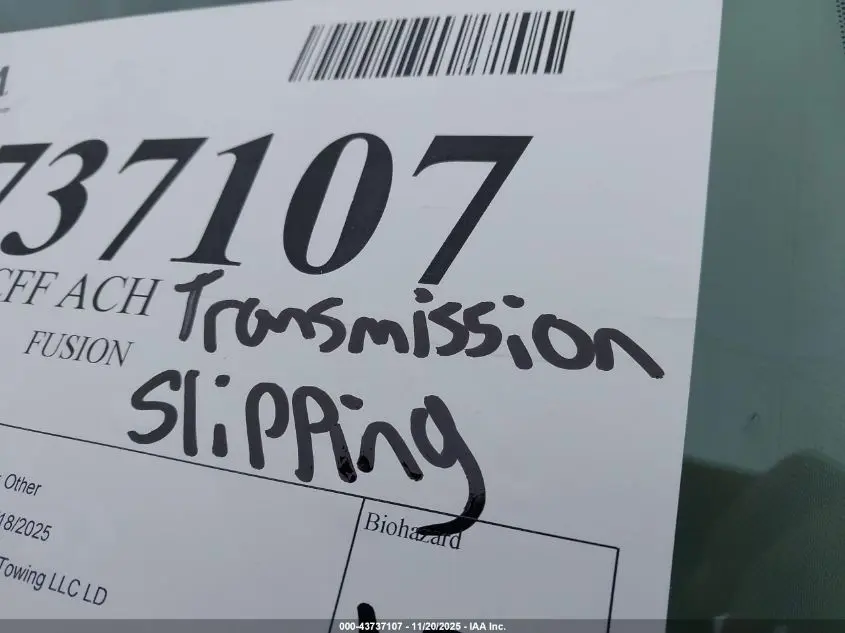 737107
CFF ACH
Transmission
FUSION
Slipping
Other
18/2025
Towing LLC LD
Biohazard
000-43737107 - 11/20/2025 - IAA Inc.